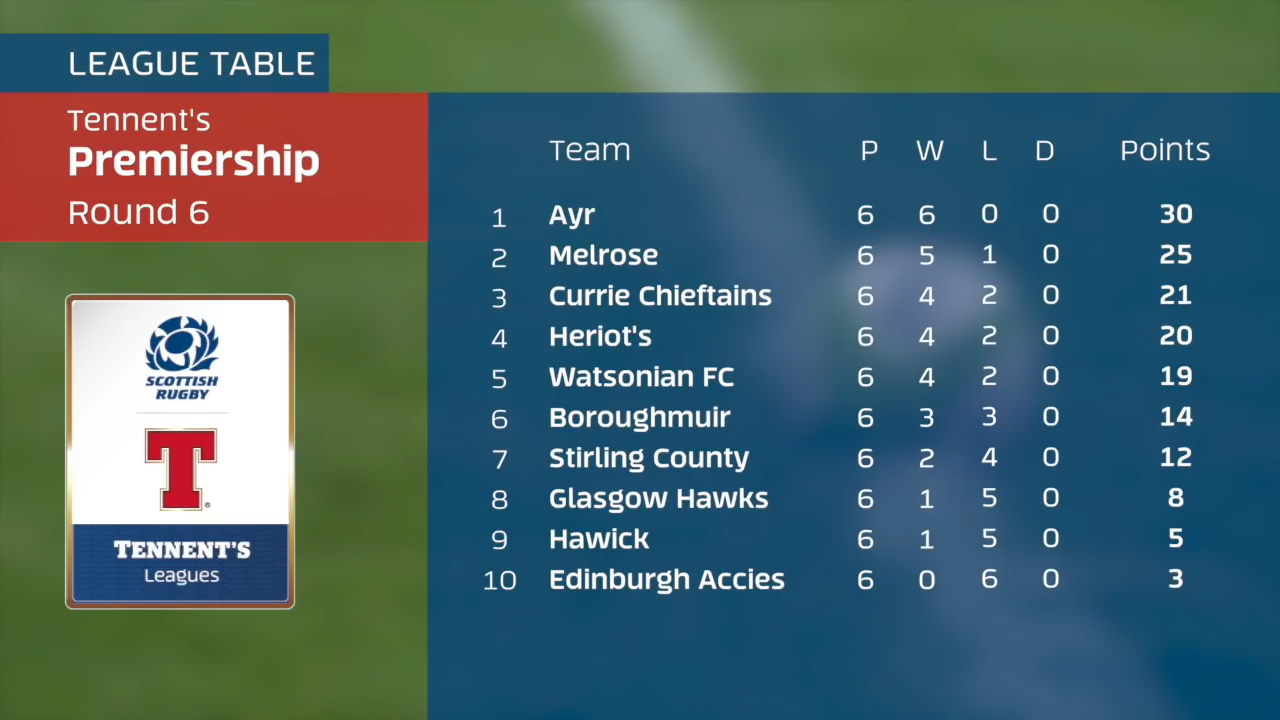 LEAGUE TABLE
Tennent's
Premiership
Round 6
SCOTTISH
RUGBY
T
TENNENT'S
Leagues
Team P W L D Points
1 Ayr 6 6 0 0 30
2 Melrose 6 5 1 0 25
3 Currie Chieftains 6 4 2 0 21
4 Heriot's 6 4 2 0 20
5 Watsonian FC 6 4 2 0 19
6 Boroughmuir 6 3 3 0 14
7 Stirling County 6 2 4 0 12
8 Glasgow Hawks 6 1 5 0 8
9 Hawick 6 1 5 0 5
10 Edinburgh Accies 6 0 6 0 3